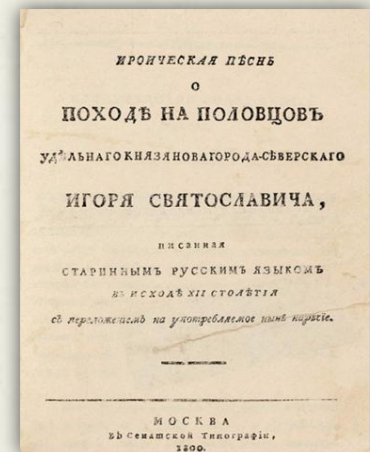 ИРОИЧЕСКАЯ ПѢСНЬ
О
ПОХОДѢ НА ПОЛОВЦОВЪ
УДѢЛЬНАГО КНЯЗЯ НОВАГОРОДА-СѢВЕРСКАГО
ИГОРЯ СВЯТОСЛАВИЧА,
писанная
СТАРИННЫМЪ РУССКИМЪ ЯЗЫКОМЪ
въ исходѣ XII столѣтія
съ переложеніемъ на употребляемое нынѣ нарѣчіе.
МОСКВА
Въ Сенатской Типографіи,
1800.